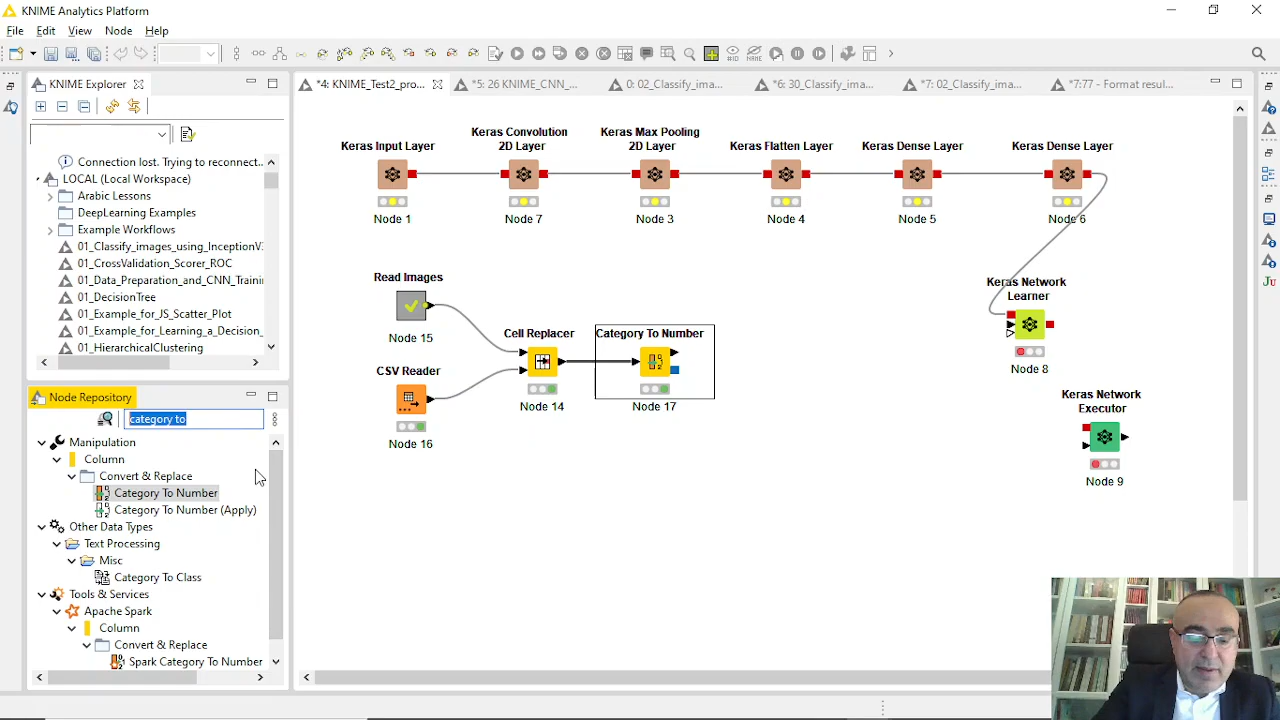 KNIME Analytics Platform
File Edit View Node Help
KNIME Explorer
*4: KNIME_Test2_pro...
*5: 26 KNIME_CNN_...
0: 02_Classify_ima...
*6: 30_Classify_ima...
*7: 02_Classify_ima...
*7:77 - Format resul...
Connection lost. Trying to reconnect...
LOCAL (Local Workspace)
Arabic Lessons
DeepLearning Examples
Example Workflows
01_Classify_images_using_InceptionV3
01_CrossValidation_Scorer_ROC
01_Data_Preparation_and_CNN_Trainin
01_DecisionTree
01_Example_for_JS_Scatter_Plot
01_Example_for_Learning_a_Decision_
01_HierarchicalClustering
Node Repository
category to
Manipulation
Column
Convert & Replace
Category To Number
Category To Number (Apply)
Other Data Types
Text Processing
Misc
Category To Class
Tools & Services
Apache Spark
Column
Convert & Replace
Spark Category To Number
Keras Input Layer
Node 1
Keras Convolution
2D Layer
Node 7
Keras Max Pooling
2D Layer
Node 3
Keras Flatten Layer
Node 4
Keras Dense Layer
Node 5
Keras Dense Layer
Node 6
Read Images
Node 15
CSV Reader
Node 16
Cell Replacer
Node 14
Category To Number
Node 17
Keras Network
Learner
Node 8
Keras Network
Executor
Node 9
Ju